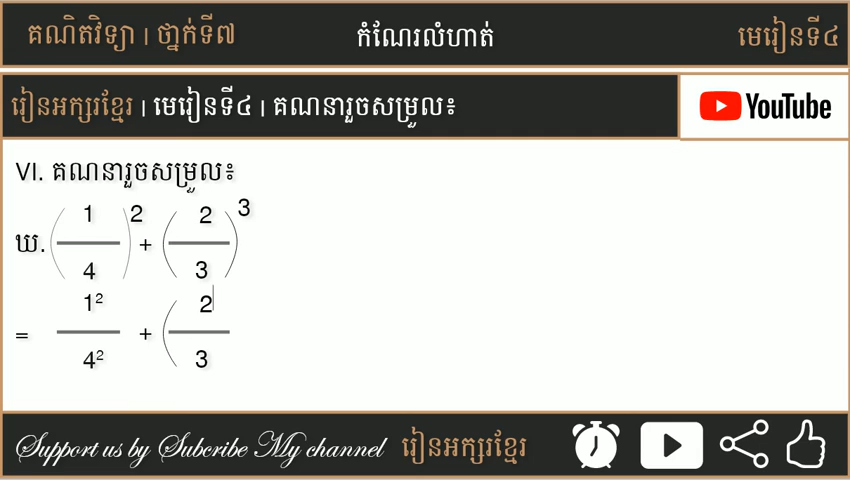 គណិតវិទ្យា | ថា្នក់ទី៧ កំណែរលំហាត់ មេរៀនទី៤
រៀនអក្សរខ្មែរ | មេរៀនទី៤ | គណនារួចសម្រួល៖ YouTube
VI. គណនារួចសម្រួល៖
ឃ. (1/4)² + (2/3)³
= 1²/4² + (2/3
Support us by Subcribe My channel រៀនអក្សរខ្មែរ